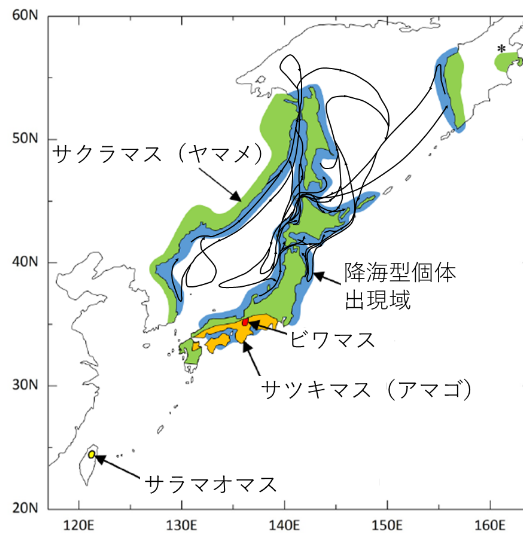 60N
*
50N
サクラマス（ヤマメ）
40N
降海型個体
出現域
ビワマス
サツキマス（アマゴ）
30N
サラマオマス
20N
120E 130E 140E 150E 160E